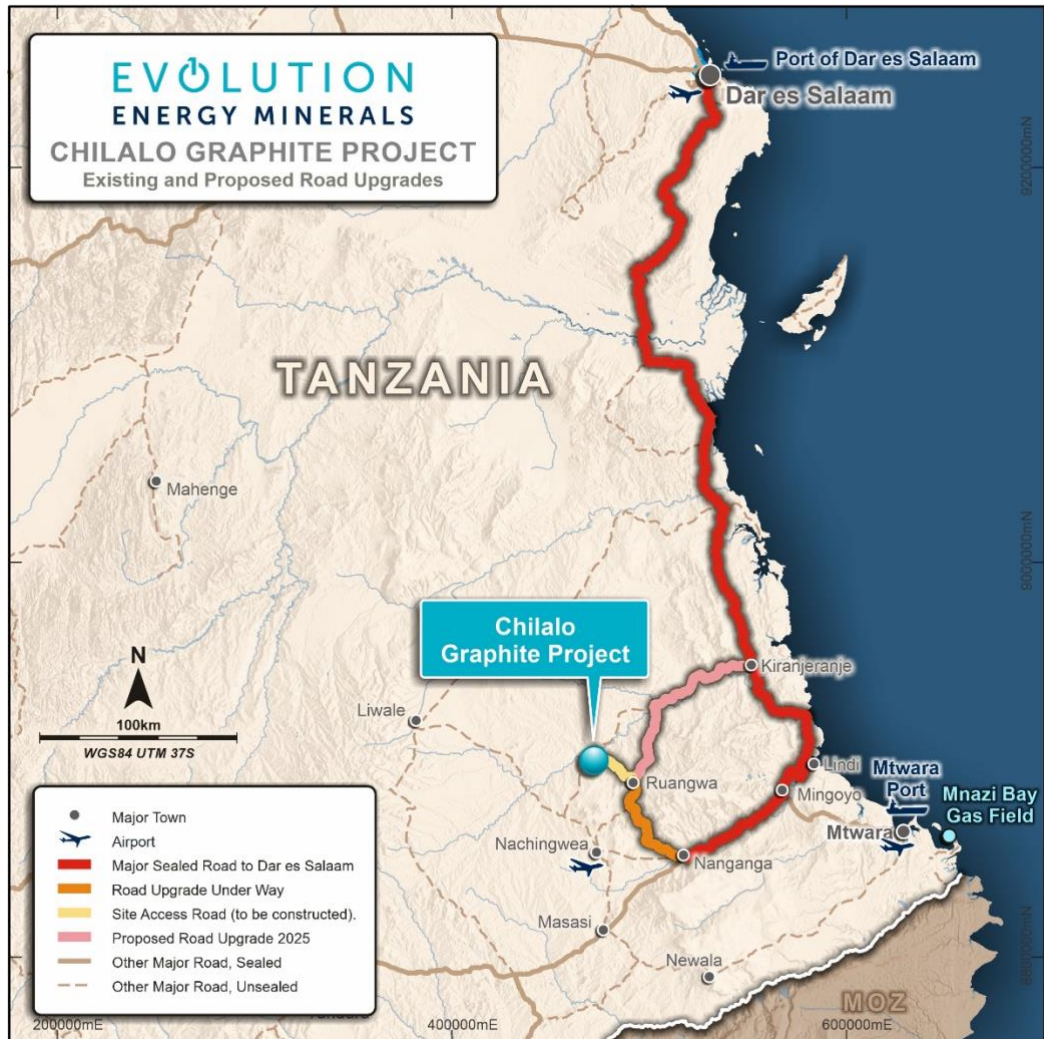 EVOLUTION
ENERGY MINERALS
CHILALO GRAPHITE PROJECT
Existing and Proposed Road Upgrades
Port of Dar es Salaam
Dar es Salaam
9200000mN
TANZANIA
Mahenge
9000000mN
Chilalo
Graphite Project
Kiranjeranje
N
100km
WGS84 UTM 37S
Liwale
Ruangwa
Lindi
Mingoyo
Mtwara
Port
Mnazi Bay
Gas Field
Mtwara
Nachingwea
Nanganga
Masasi
Newala
8800000mN
MOZ
Major Town
Airport
Major Sealed Road to Dar es Salaam
Road Upgrade Under Way
Site Access Road (to be constructed).
Proposed Road Upgrade 2025
Other Major Road, Sealed
Other Major Road, Unsealed
200000mE
400000mE
600000mE